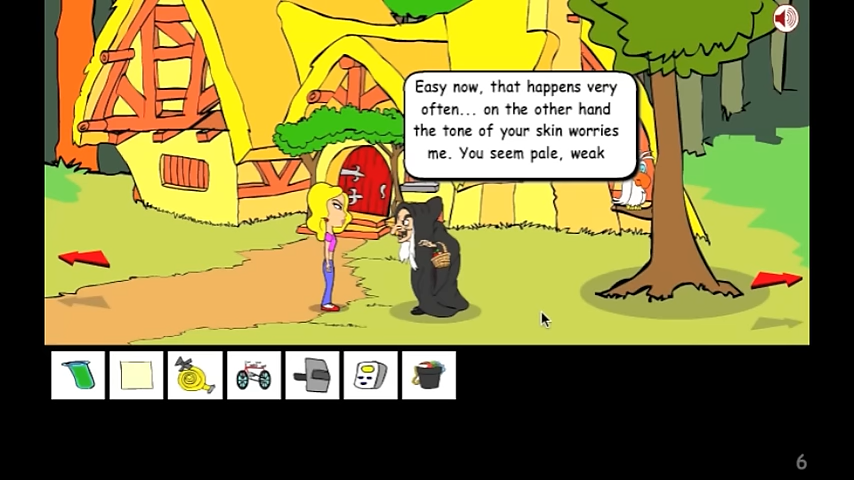 Easy now, that happens very
often... on the other hand
the tone of your skin worries
me. You seem pale, weak
6